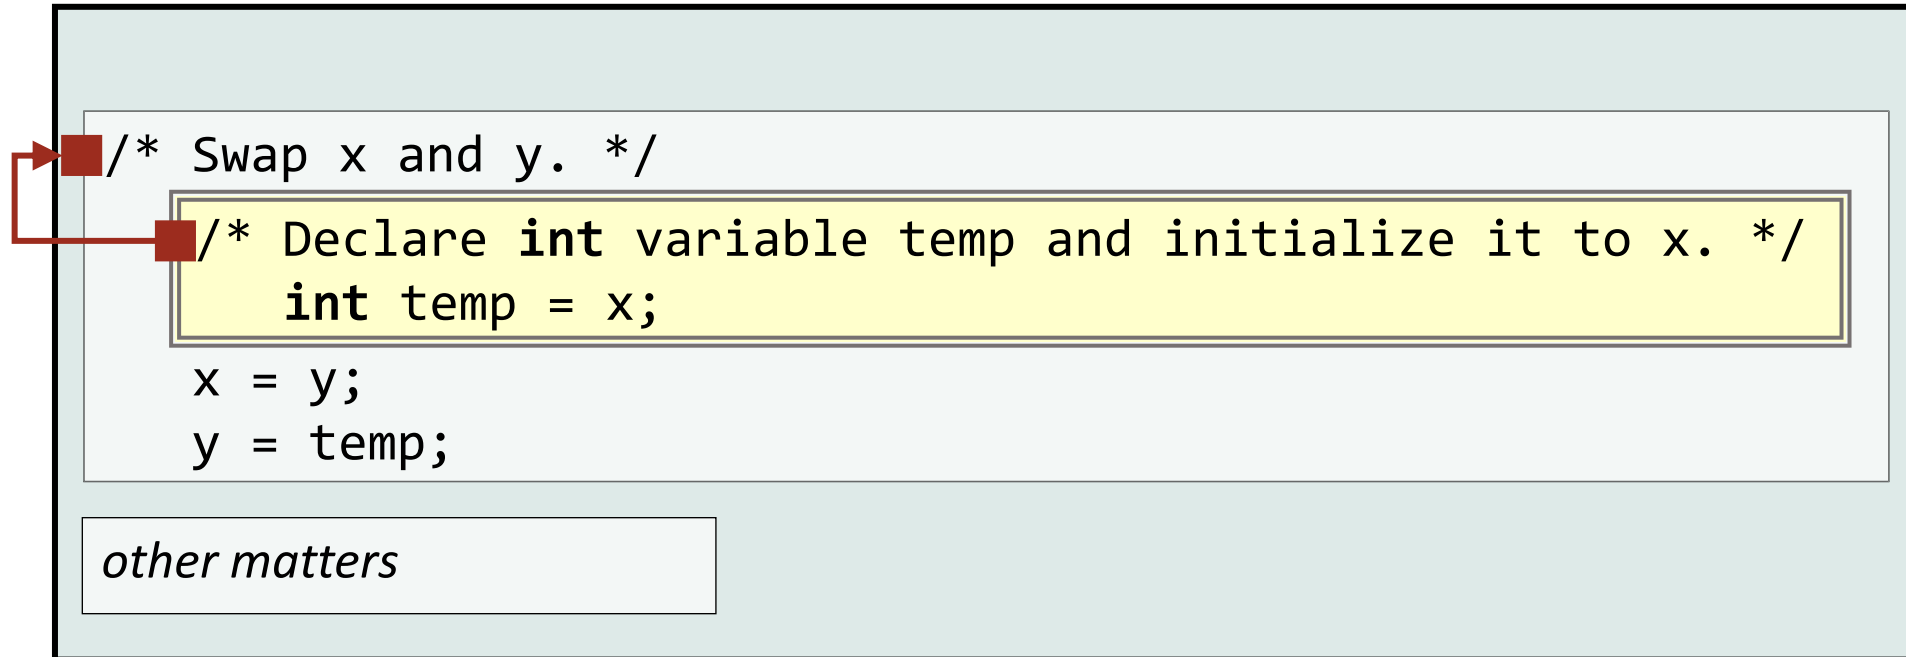 /* Swap x and y. */
/* Declare int variable temp and initialize it to x. */
int temp = x;
x = y;
y = temp;
other matters